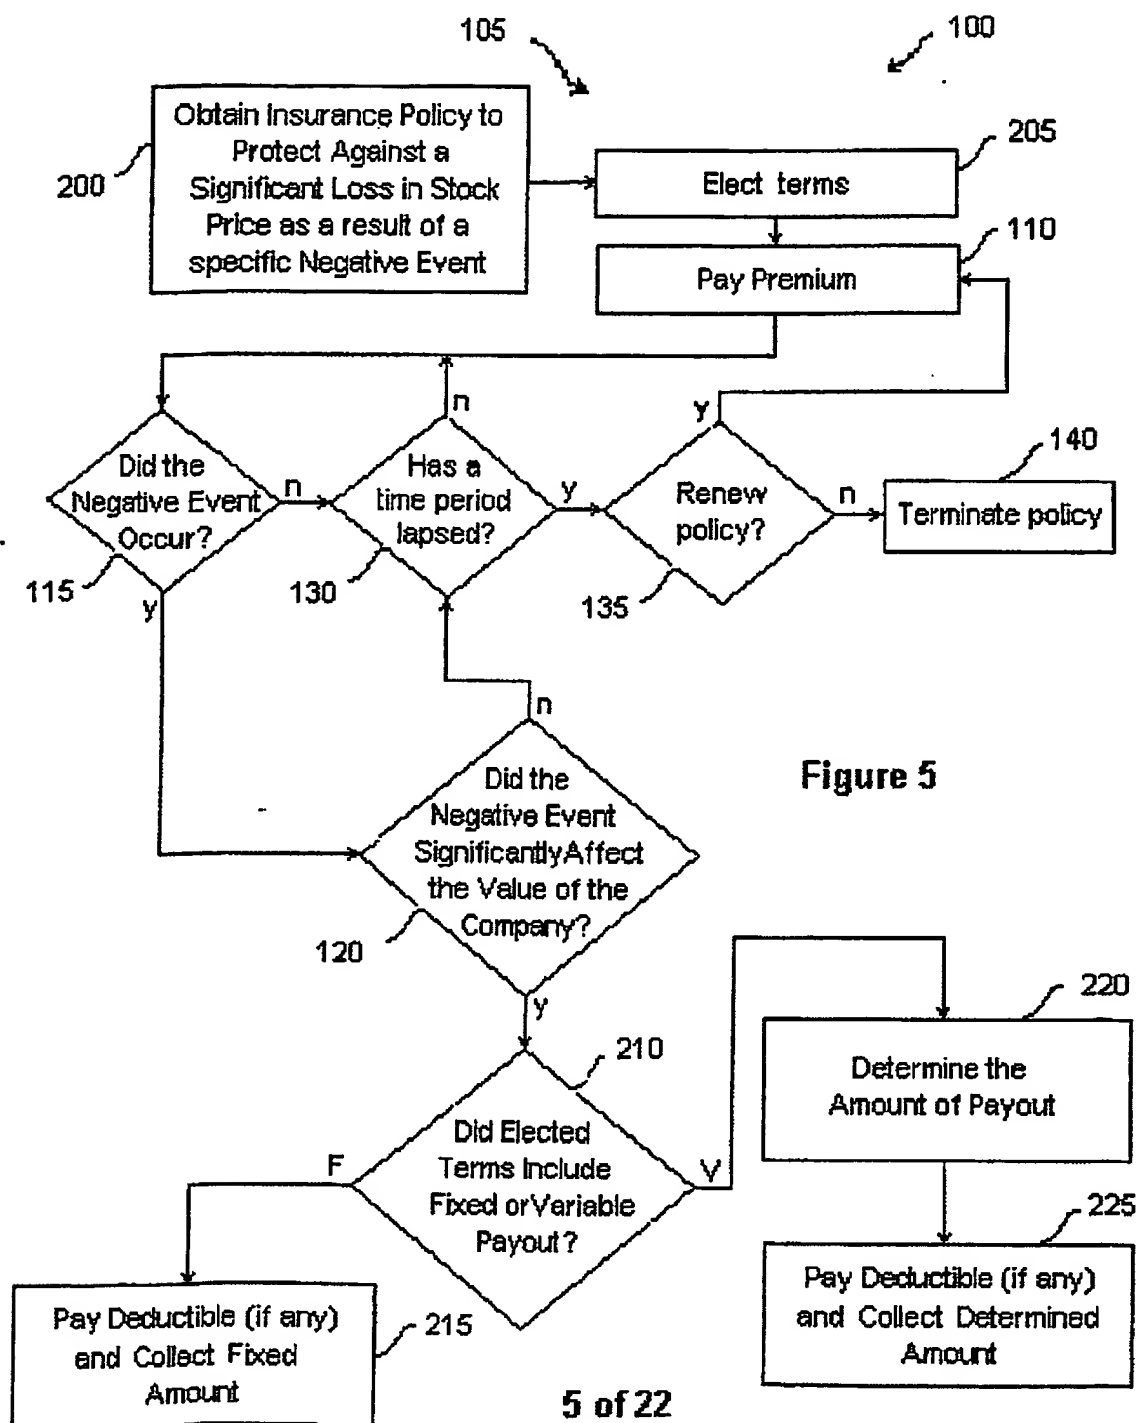 105
100
Obtain Insurance Policy to
Protect Against a
Significant Loss in Stock
Price as a result of a
specific Negative Event
200
205
Elect terms
110
Pay Premium
n
y
140
Did the
Negative Event
Occur?
n
Has a
time period
lapsed?
y
Renew
policy?
n
Terminate policy
115
y
130
135
n
Did the
Negative Event
Significantly Affect
the Value of the
Company?
Figure 5
120
y
210
220
Determine the
Amount of Payout
Did Elected
Terms Include
Fixed or Variable
Payout?
F
V
225
Pay Deductible (if any)
and Collect Determined
Amount
Pay Deductible (if any)
and Collect Fixed
Amount
215
5 of 22